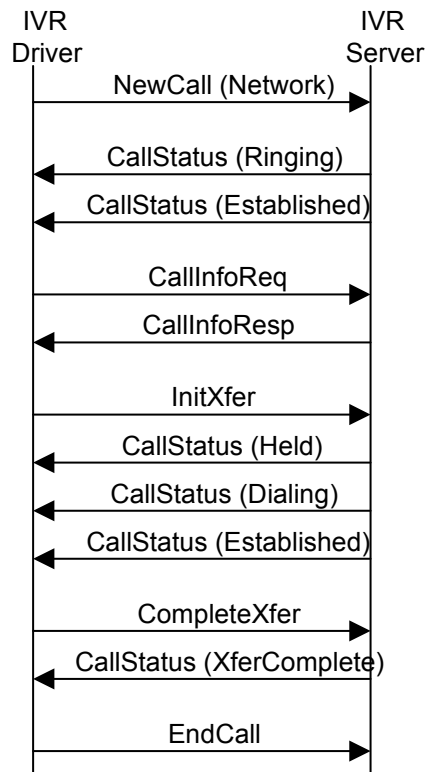 IVR
Driver
IVR
Server
NewCall (Network)
CallStatus (Ringing)
CallStatus (Established)
CallInfoReq
CallInfoResp
InitXfer
CallStatus (Held)
CallStatus (Dialing)
CallStatus (Established)
CompleteXfer
CallStatus (XferComplete)
EndCall